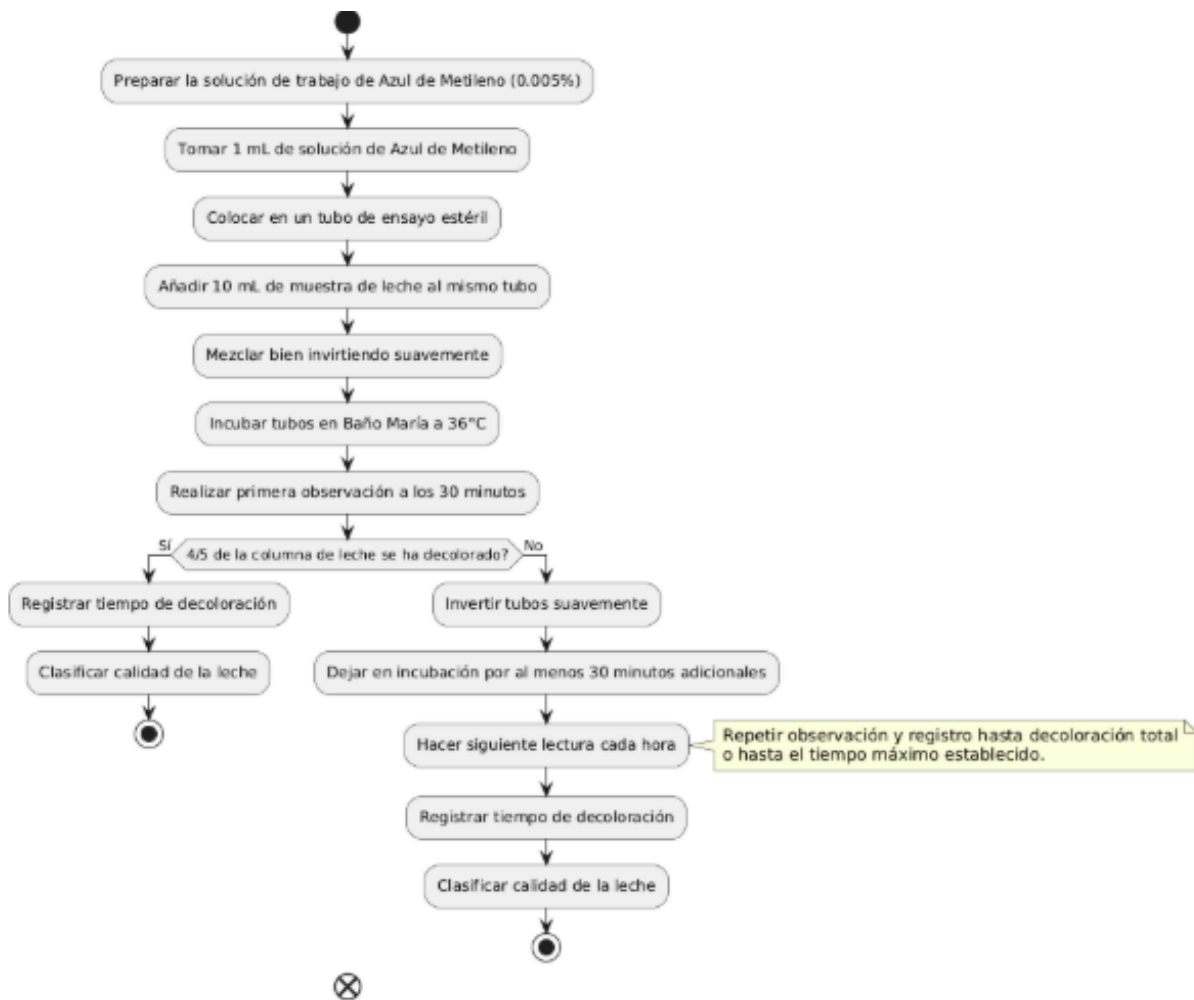 Preparar la solución de trabajo de Azul de Metileno (0.005%)
Tomar 1 mL de solución de Azul de Metileno
Colocar en un tubo de ensayo estéril
Añadir 10 mL de muestra de leche al mismo tubo
Mezclar bien invirtiendo suavemente
Incubar tubos en Baño María a 36°C
Realizar primera observación a los 30 minutos
Sí
4/5 de la columna de leche se ha decolorado?
No
Registrar tiempo de decoloración
Clasificar calidad de la leche
Invertir tubos suavemente
Dejar en incubación por al menos 30 minutos adicionales
Hacer siguiente lectura cada hora
Repetir observación y registro hasta decoloración total
o hasta el tiempo máximo establecido.
Registrar tiempo de decoloración
Clasificar calidad de la leche